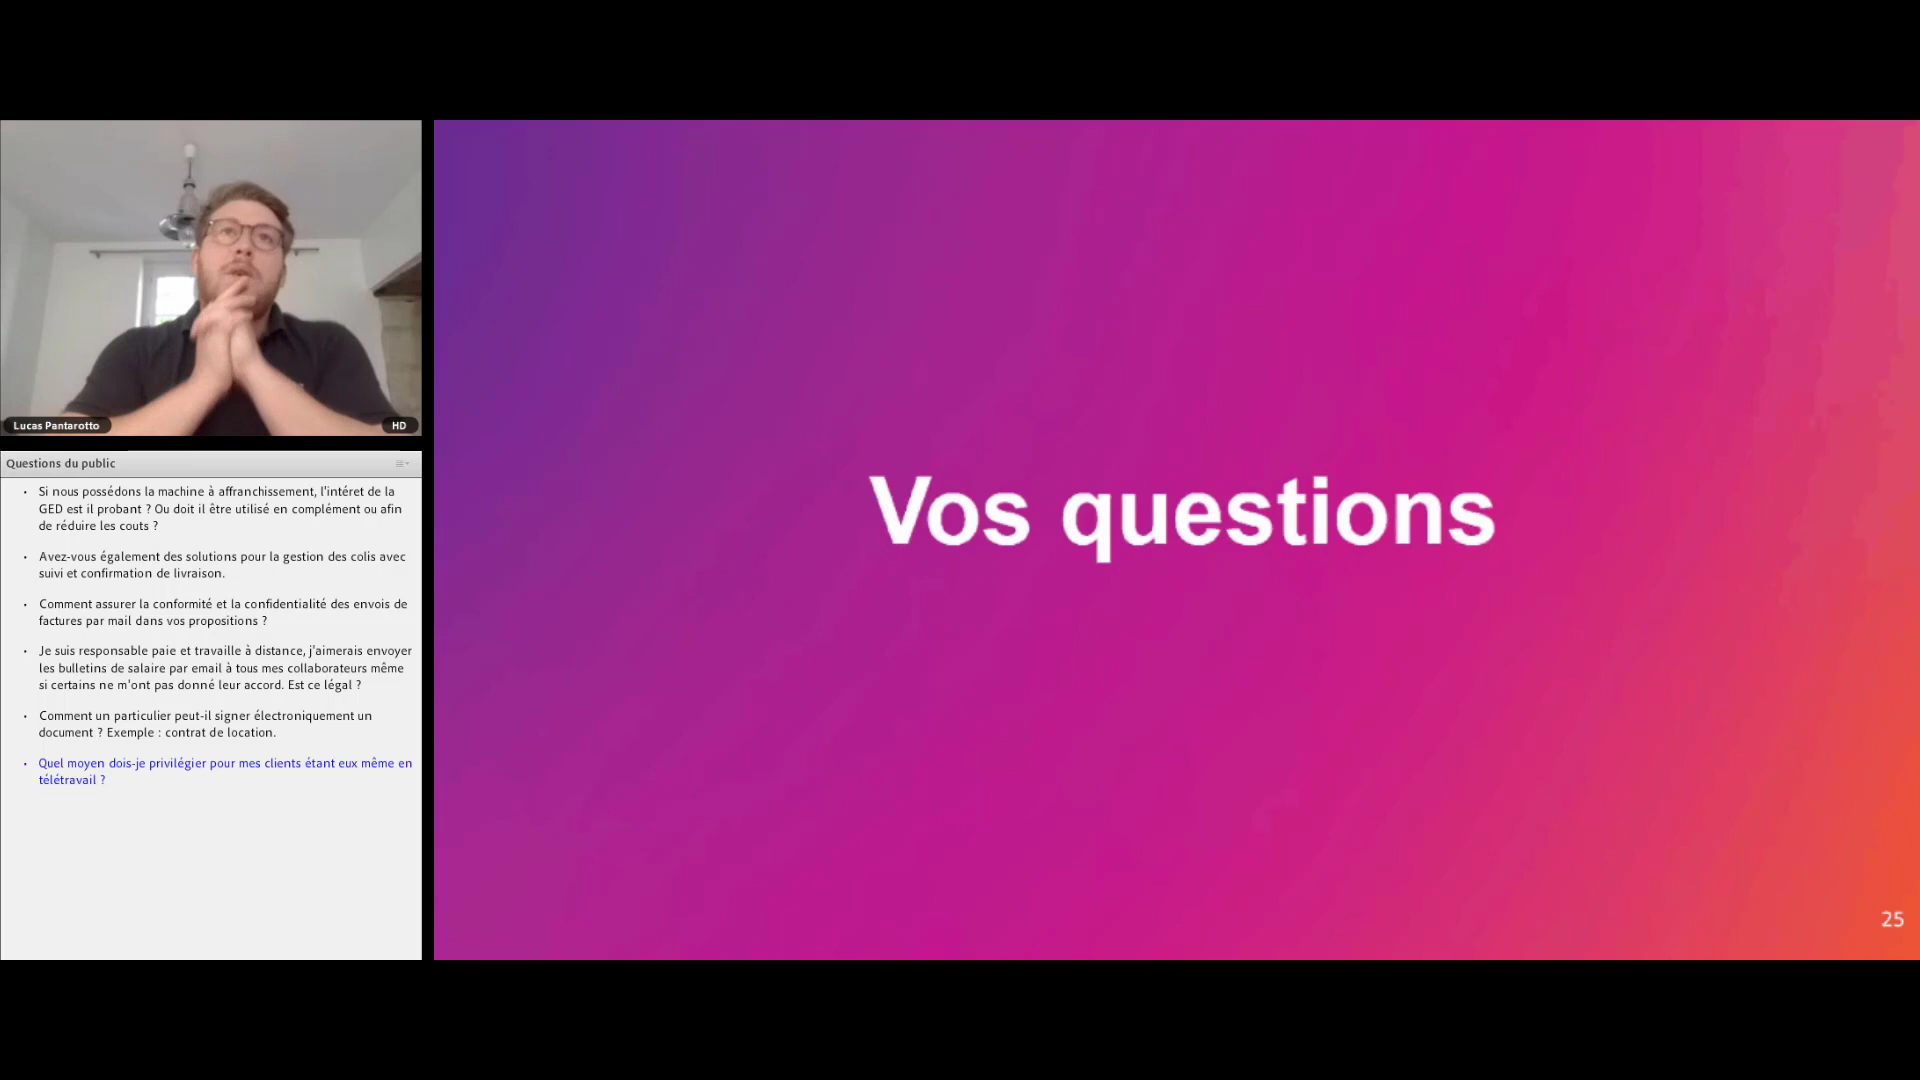 Lucas Pantarotto
HD
Questions du public
• Si nous possédons la machine à affranchissement, l'intéret de la
GED est il probant ? Ou doit il être utilisé en complément ou afin
de réduire les couts ?
• Avez-vous également des solutions pour la gestion des colis avec
suivi et confirmation de livraison.
• Comment assurer la conformité et la confidentialité des envois de
factures par mail dans vos propositions ?
• Je suis responsable paie et travaille à distance, j'aimerais envoyer
les bulletins de salaire par email à tous mes collaborateurs même
si certains ne m'ont pas donné leur accord. Est ce légal ?
• Comment un particulier peut-il signer électroniquement un
document ? Exemple : contrat de location.
• Quel moyen dois-je privilégier pour mes clients étant eux même en
télétravail ?
Vos questions
25